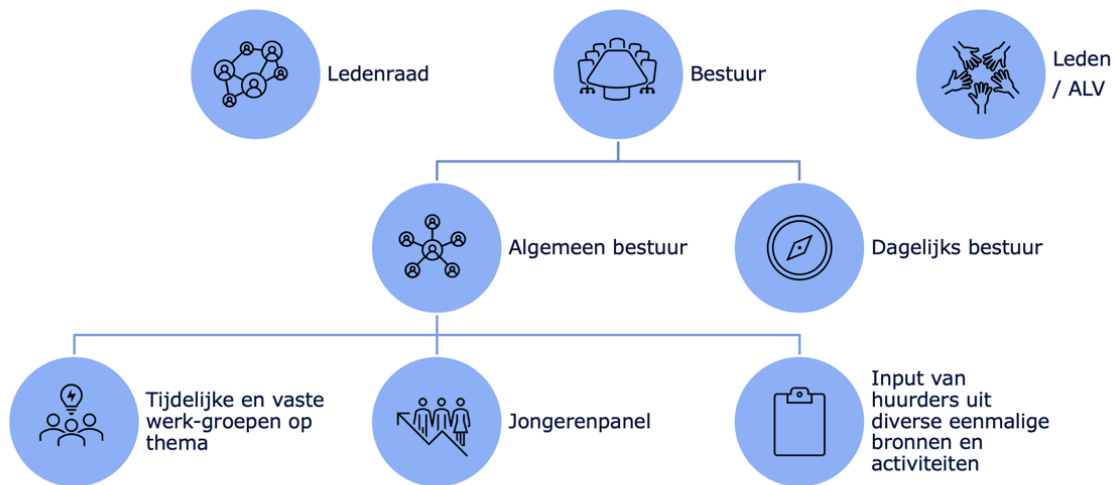 Ledenraad
Bestuur
Leden
/ ALV
Algemeen bestuur
Dagelijks bestuur
Tijdelijke en vaste
werk-groepen op
thema
Jongerenpanel
Input van
huurders uit
diverse eenmalige
bronnen en
activiteiten